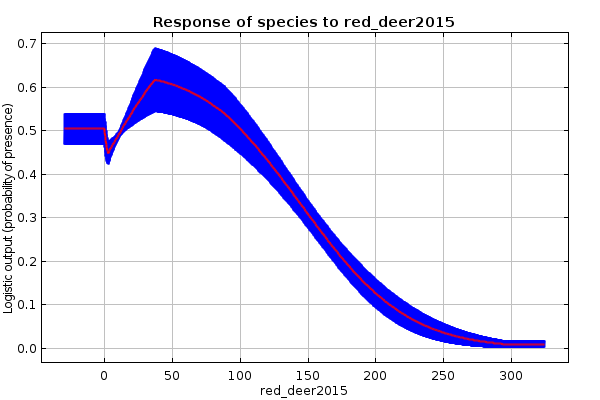 Response of species to red_deer2015
Logistic output (probability of presence)
0.7
0.6
0.5
0.4
0.3
0.2
0.1
0.0
0 50 100 150 200 250 300
red_deer2015